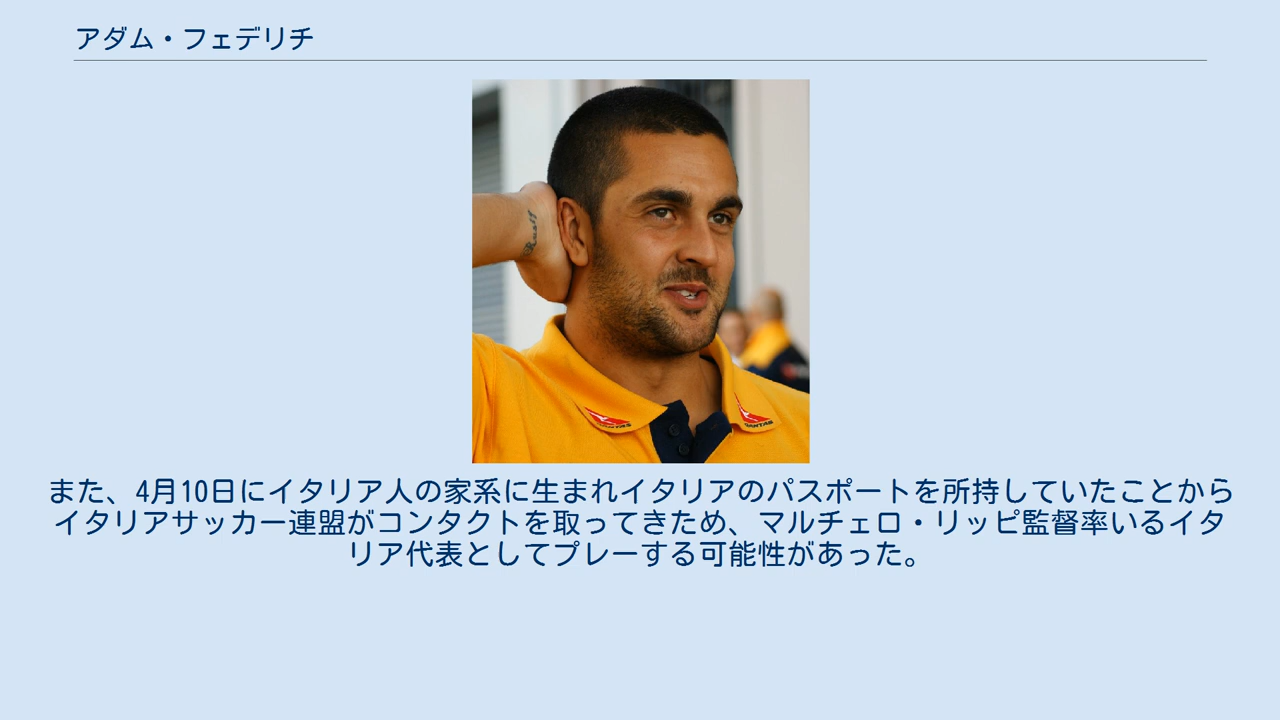 アダム・フェデリチ
また、4月10日にイタリア人の家系に生まれイタリアのパスポートを所持していたことから
イタリアサッカー連盟がコンタクトを取ってきため、マルチェロ・リッピ監督率いるイタ
リア代表としてプレーする可能性があった。
QANTAS